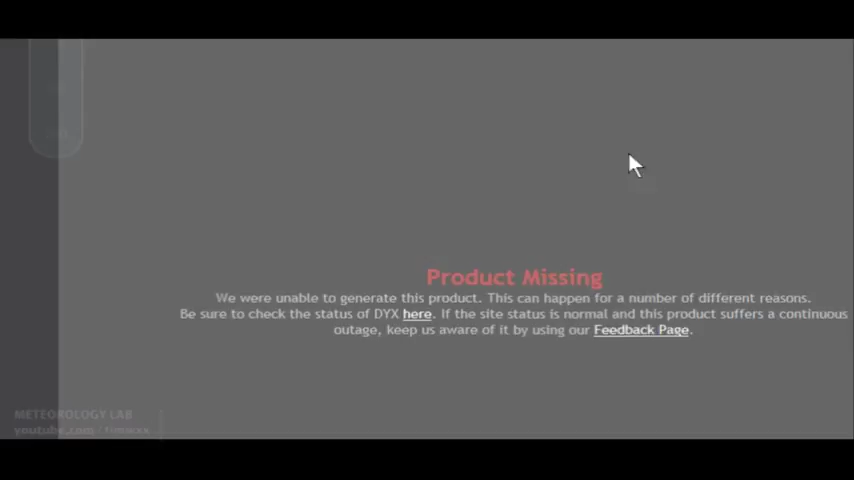 Product Missing
We were unable to generate this product. This can happen for a number of different reasons.
Be sure to check the status of DYX here. If the site status is normal and this product suffers a continuous
outage, keep us aware of it by using our Feedback Page.
METEOROLOGY LAB
youtube.com /